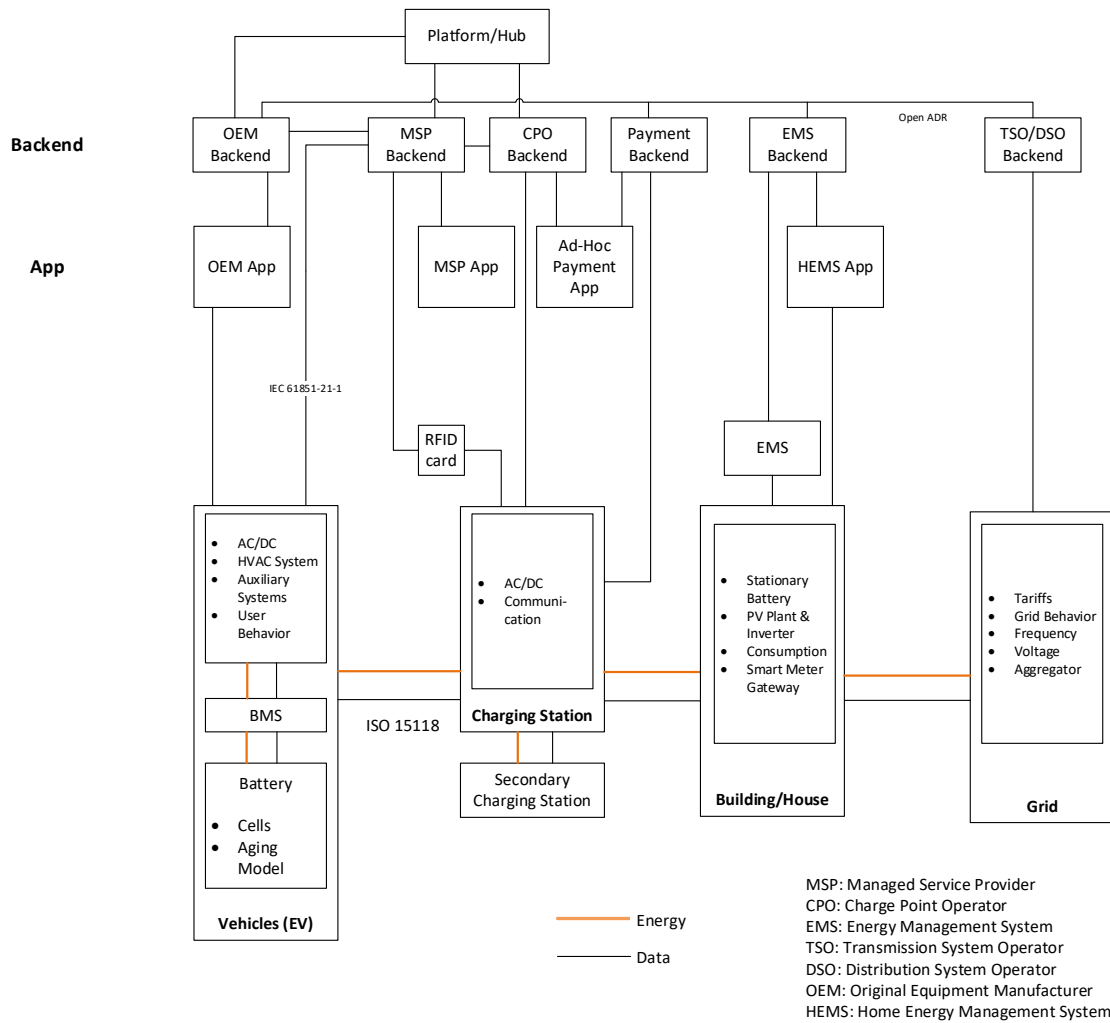 Platform/Hub
Open ADR
Backend
OEM
Backend
MSP
Backend
CPO
Backend
Payment
Backend
EMS
Backend
TSO/DSO
Backend
App
OEM App
MSP App
Ad-Hoc
Payment
App
HEMS App
IEC 61851-21-1
RFID
card
EMS
• AC/DC
• HVAC System
• Auxiliary
Systems
• User
Behavior
BMS
Battery
• Cells
• Aging
Model
Vehicles (EV)
ISO 15118
• AC/DC
• Communi-
cation
Charging Station
Secondary
Charging Station
• Stationary
Battery
• PV Plant &
Inverter
• Consumption
• Smart Meter
Gateway
Building/House
• Tariffs
• Grid Behavior
• Frequency
• Voltage
• Aggregator
Grid
Energy
Data
MSP: Managed Service Provider
CPO: Charge Point Operator
EMS: Energy Management System
TSO: Transmission System Operator
DSO: Distribution System Operator
OEM: Original Equipment Manufacturer
HEMS: Home Energy Management System